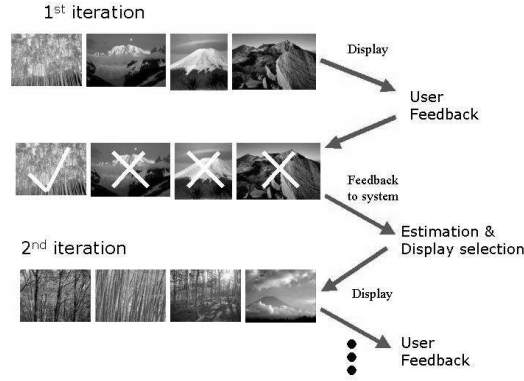 1st iteration
Display
User
Feedback
Feedback
to system
Estimation &
Display selection
2nd iteration
Display
User
Feedback